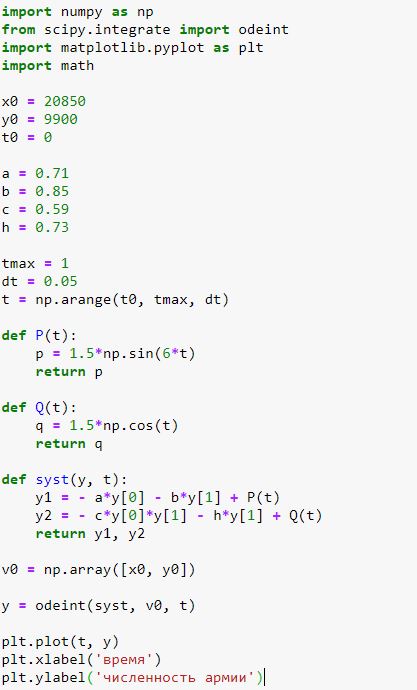 import numpy as np
from scipy.integrate import odeint
import matplotlib.pyplot as plt
import math

x0 = 20850
y0 = 9900
t0 = 0

a = 0.71
b = 0.85
c = 0.59
h = 0.73

tmax = 1
dt = 0.05
t = np.arange(t0, tmax, dt)

def P(t):
    p = 1.5*np.sin(6*t)
    return p

def Q(t):
    q = 1.5*np.cos(t)
    return q

def syst(y, t):
    y1 = - a*y[0] - b*y[1] + P(t)
    y2 = - c*y[0]*y[1] - h*y[1] + Q(t)
    return y1, y2

v0 = np.array([x0, y0])

y = odeint(syst, v0, t)

plt.plot(t, y)
plt.xlabel('время')
plt.ylabel('численность армии')